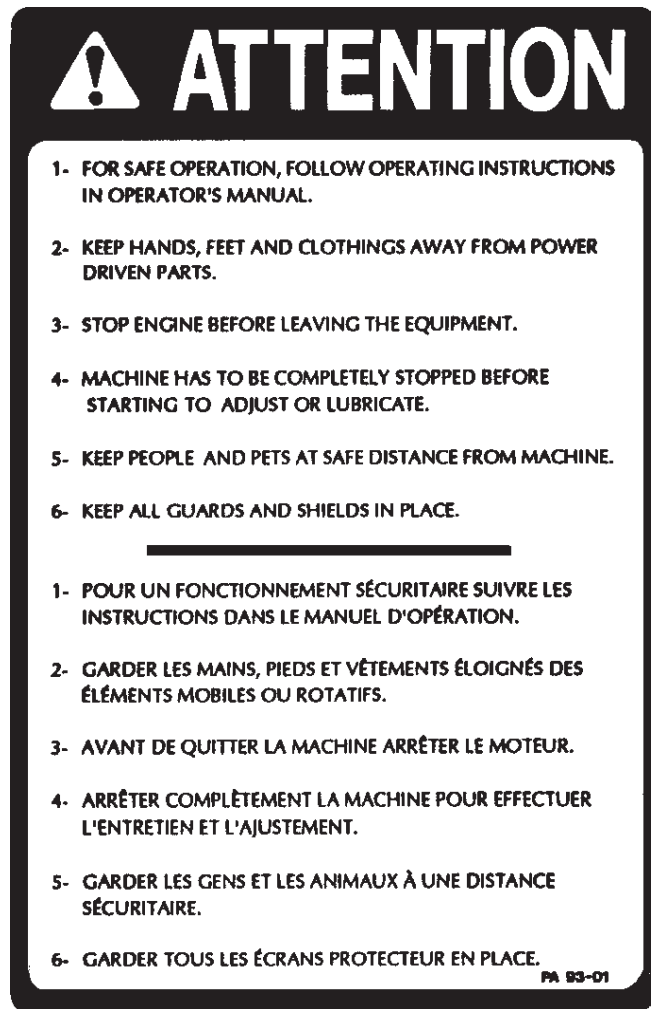 ATTENTION
1- FOR SAFE OPERATION, FOLLOW OPERATING INSTRUCTIONS
IN OPERATOR'S MANUAL.
2- KEEP HANDS, FEET AND CLOTHINGS AWAY FROM POWER
DRIVEN PARTS.
3- STOP ENGINE BEFORE LEAVING THE EQUIPMENT.
4- MACHINE HAS TO BE COMPLETELY STOPPED BEFORE
STARTING TO ADJUST OR LUBRICATE.
5- KEEP PEOPLE AND PETS AT SAFE DISTANCE FROM MACHINE.
6- KEEP ALL GUARDS AND SHIELDS IN PLACE.
1- POUR UN FONCTIONNEMENT SÉCURITAIRE SUIVRE LES
INSTRUCTIONS DANS LE MANUEL D'OPÉRATION.
2- GARDER LES MAINS, PIEDS ET VÊTEMENTS ÉLOIGNÉS DES
ÉLÉMENTS MOBILES OU ROTATIFS.
3- AVANT DE QUITTER LA MACHINE ARRÊTER LE MOTEUR.
4- ARRÊTER COMPLÈTEMENT LA MACHINE POUR EFFECTUER
L'ENTRETIEN ET L'AJUSTEMENT.
5- GARDER LES GENS ET LES ANIMAUX À UNE DISTANCE
SÉCURITAIRE.
6- GARDER TOUS LES ÉCRANS PROTECTEUR EN PLACE.
PA 93-01